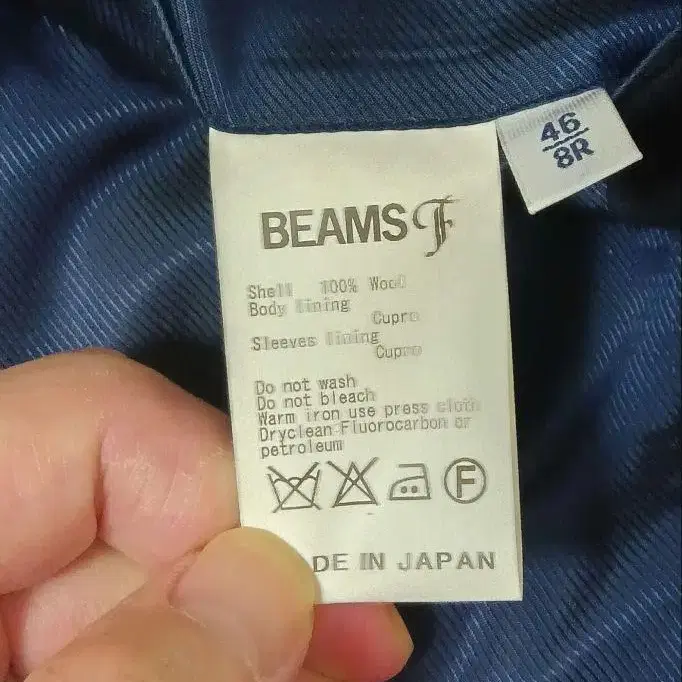 46
8R
BEAMS F
Shell 100% Wool
Body lining
Cupro
Sleeves lining
Cupro
Do not wash
Do not bleach
Warm iron use press cloth
Dryclean Fluorocarbon or
petroleum
F
DE IN JAPAN